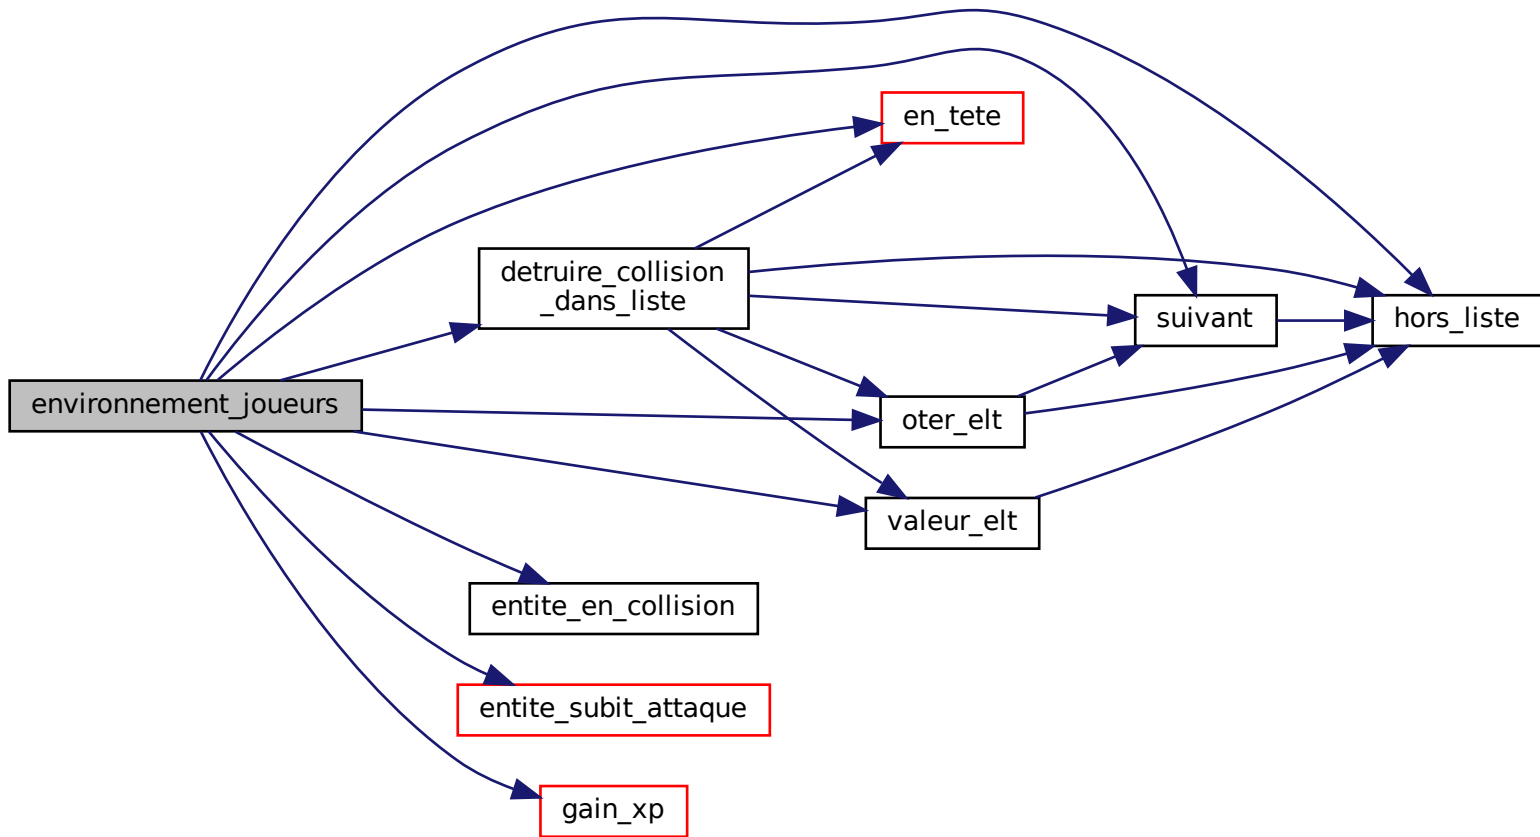 en_tete
detruire_collision
_dans_liste
suivant
hors_liste
environnement_joueurs
oter_elt
valeur_elt
entite_en_collision
entite_subit_attaque
gain_xp